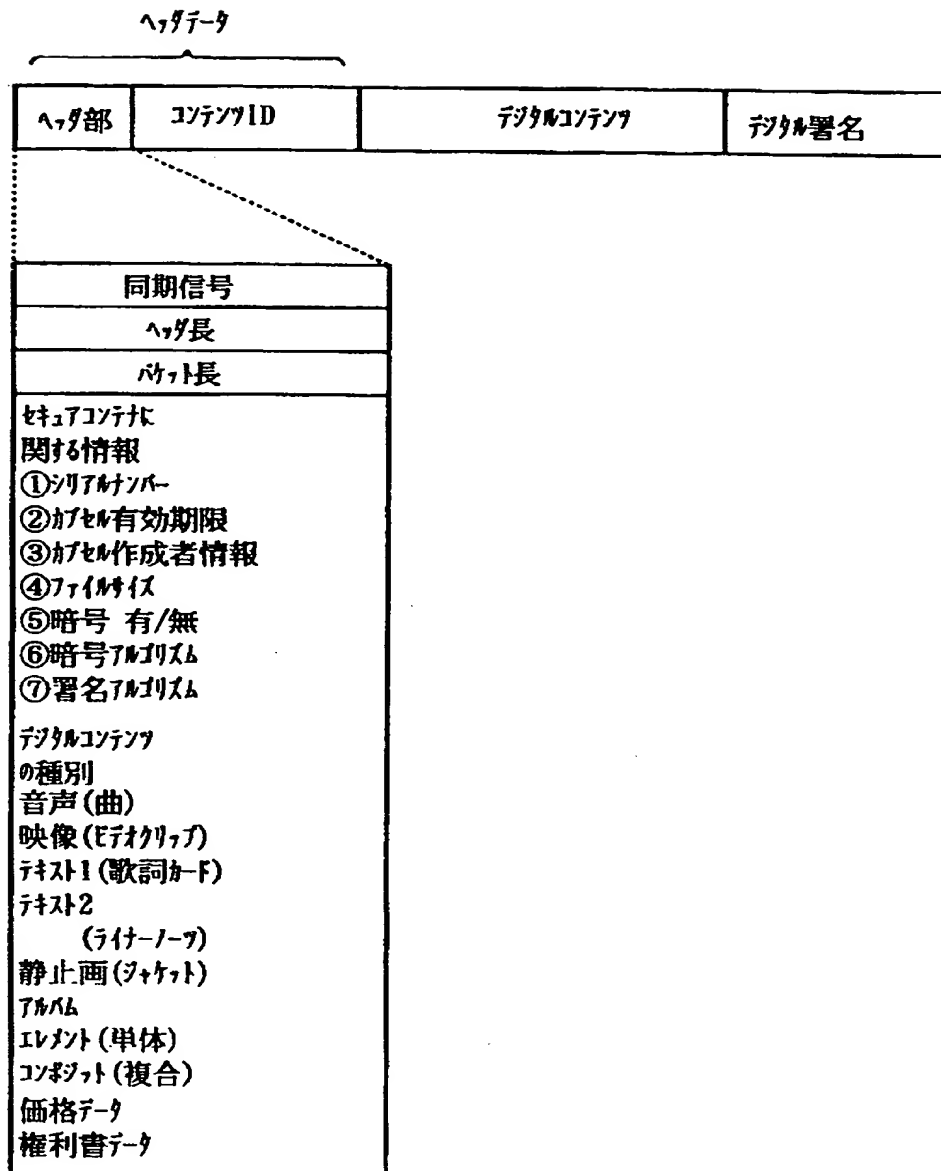 ヘッダデータ
ヘッダ部 コンテンツID デジタルコンテンツ デジタル署名
同期信号
ヘッダ長
パケット長
セキュアコンテナに
関する情報
①シリアルナンバー
②カプセル有効期限
③カプセル作成者情報
④ファイルサイズ
⑤暗号 有/無
⑥暗号アルゴリズム
⑦署名アルゴリズム
デジタルコンテンツ
の種別
音声(曲)
映像(ビデオクリップ)
テキスト1(歌詞カード)
テキスト2
(ライナーノーツ)
静止画(ジャケット)
アルバム
エレメント(単体)
コンポジット(複合)
価格データ
権利書データ